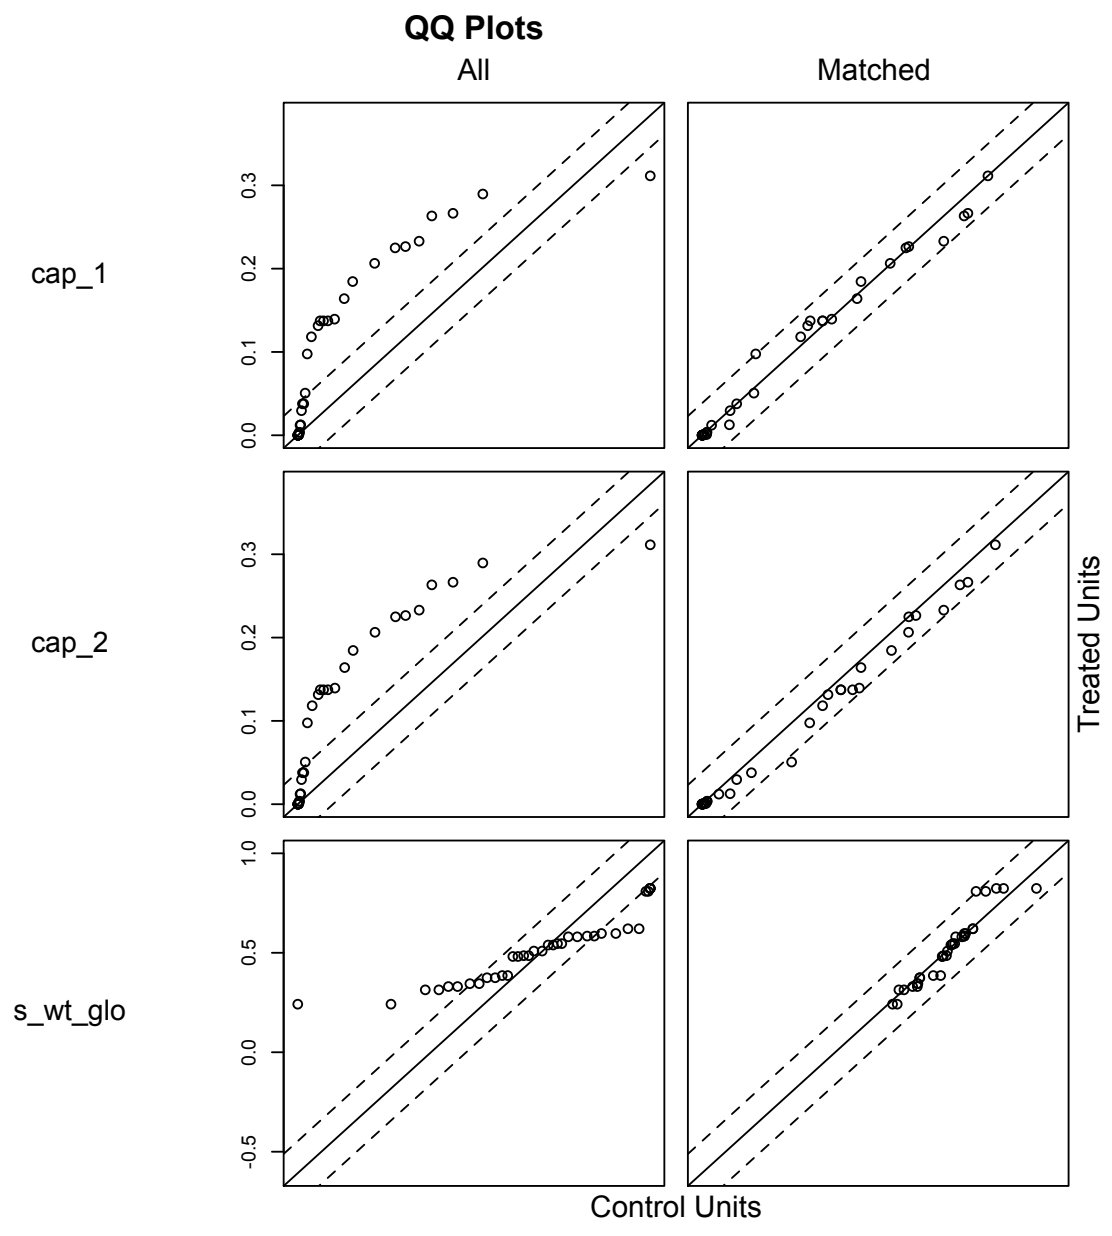 QQ Plots
All Matched
cap_1
0.3
0.2
0.1
0.0
cap_2
0.3
0.2
0.1
0.0
s_wt_glo
1.0
0.5
0.0
-0.5
Treated Units
Control Units